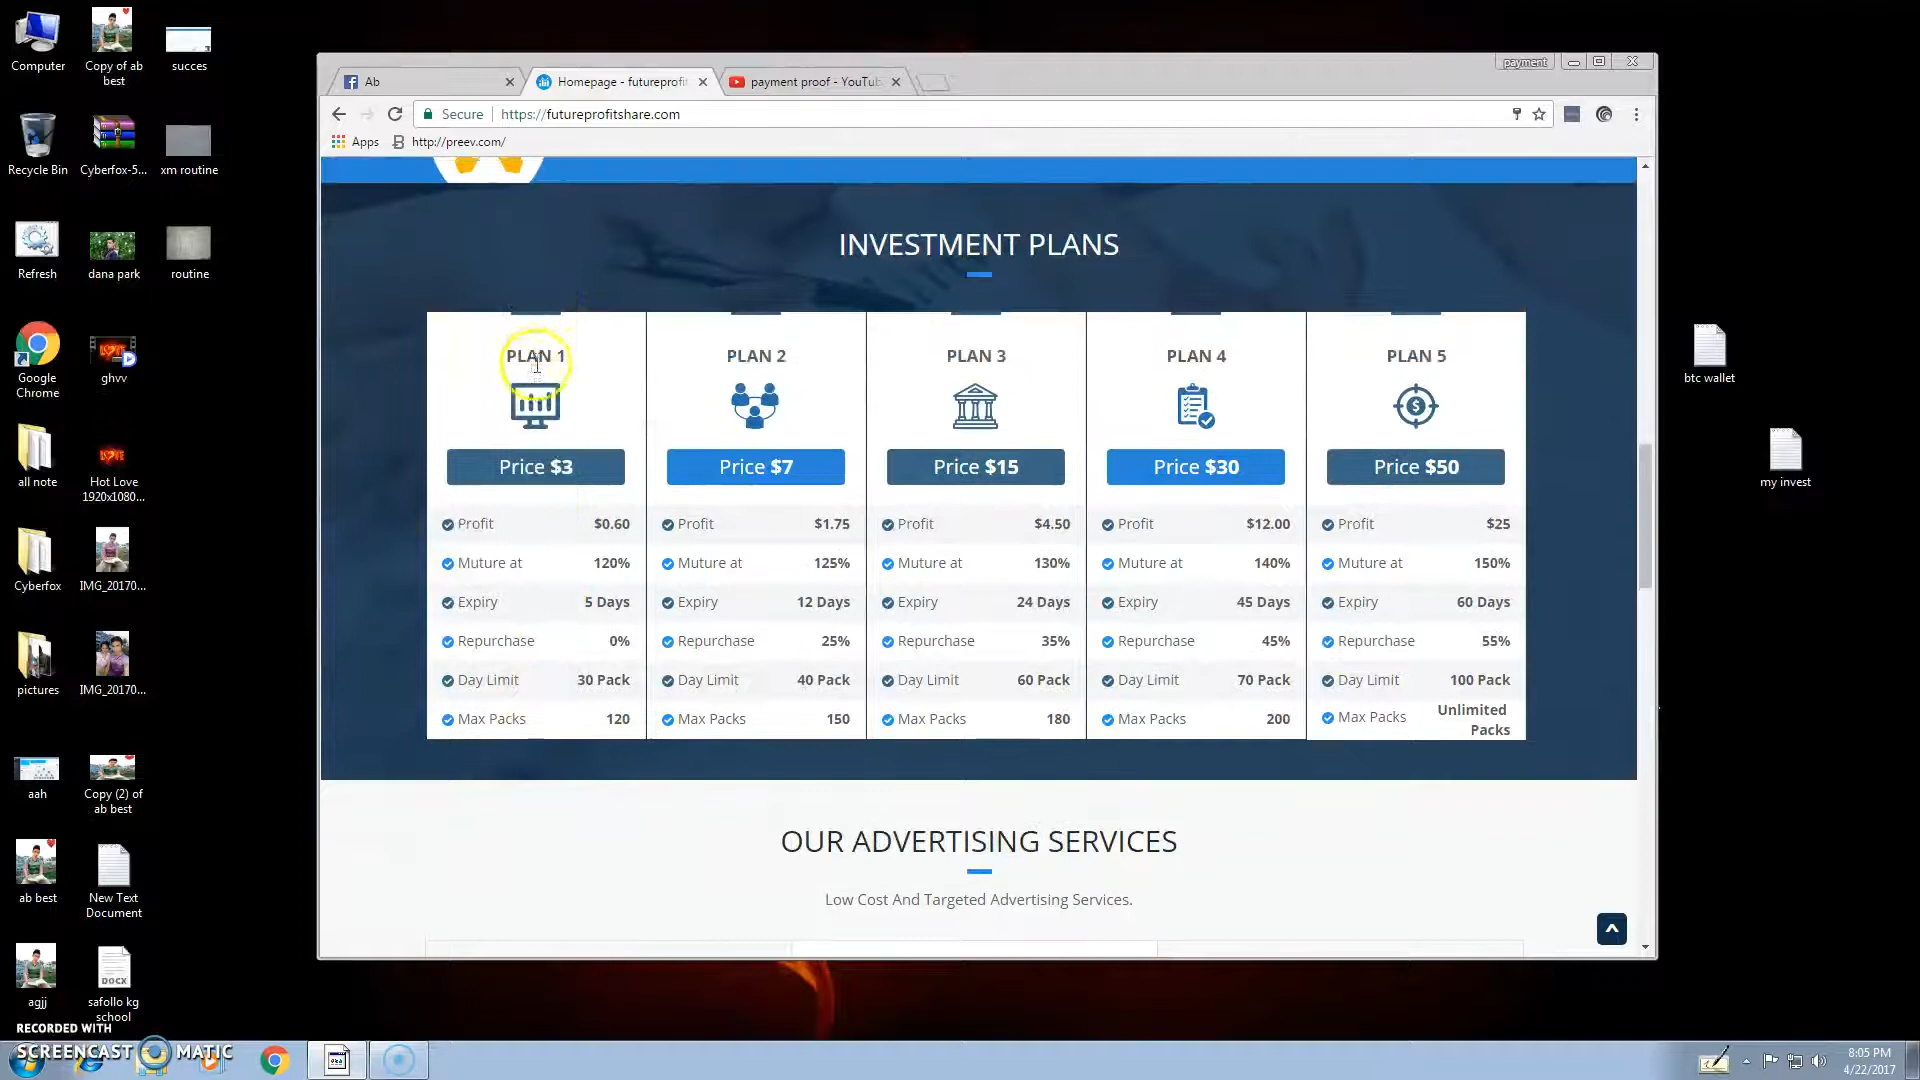 Computer
Copy of ab best
succes
Recycle Bin
Cyberfox-5...
xm routine
Refresh
dana park
routine
Google Chrome
ghvv
all note
Hot Love 1920x1080...
Cyberfox
IMG_20170...
pictures
IMG_20170...
aah
Copy (2) of ab best
ab best
New Text Document
agjj
DOCX
safollo kg school
btc wallet
my invest
payment
Ab
Homepage - futureprofit
payment proof - YouTub
Secure
https://futureprofitshare.com
Apps
http://preev.com/
INVESTMENT PLANS
PLAN 1
PLAN 2
PLAN 3
PLAN 4
PLAN 5
Price $3
Price $7
Price $15
Price $30
Price $50
Profit $0.60
Profit $1.75
Profit $4.50
Profit $12.00
Profit $25
Muture at 120%
Muture at 125%
Muture at 130%
Muture at 140%
Muture at 150%
Expiry 5 Days
Expiry 12 Days
Expiry 24 Days
Expiry 45 Days
Expiry 60 Days
Repurchase 0%
Repurchase 25%
Repurchase 35%
Repurchase 45%
Repurchase 55%
Day Limit 30 Pack
Day Limit 40 Pack
Day Limit 60 Pack
Day Limit 70 Pack
Day Limit 100 Pack
Max Packs 120
Max Packs 150
Max Packs 180
Max Packs 200
Max Packs Unlimited Packs
OUR ADVERTISING SERVICES
Low Cost And Targeted Advertising Services.
RECORDED WITH
SCREENCAST MATIC
8:05 PM
4/22/2017